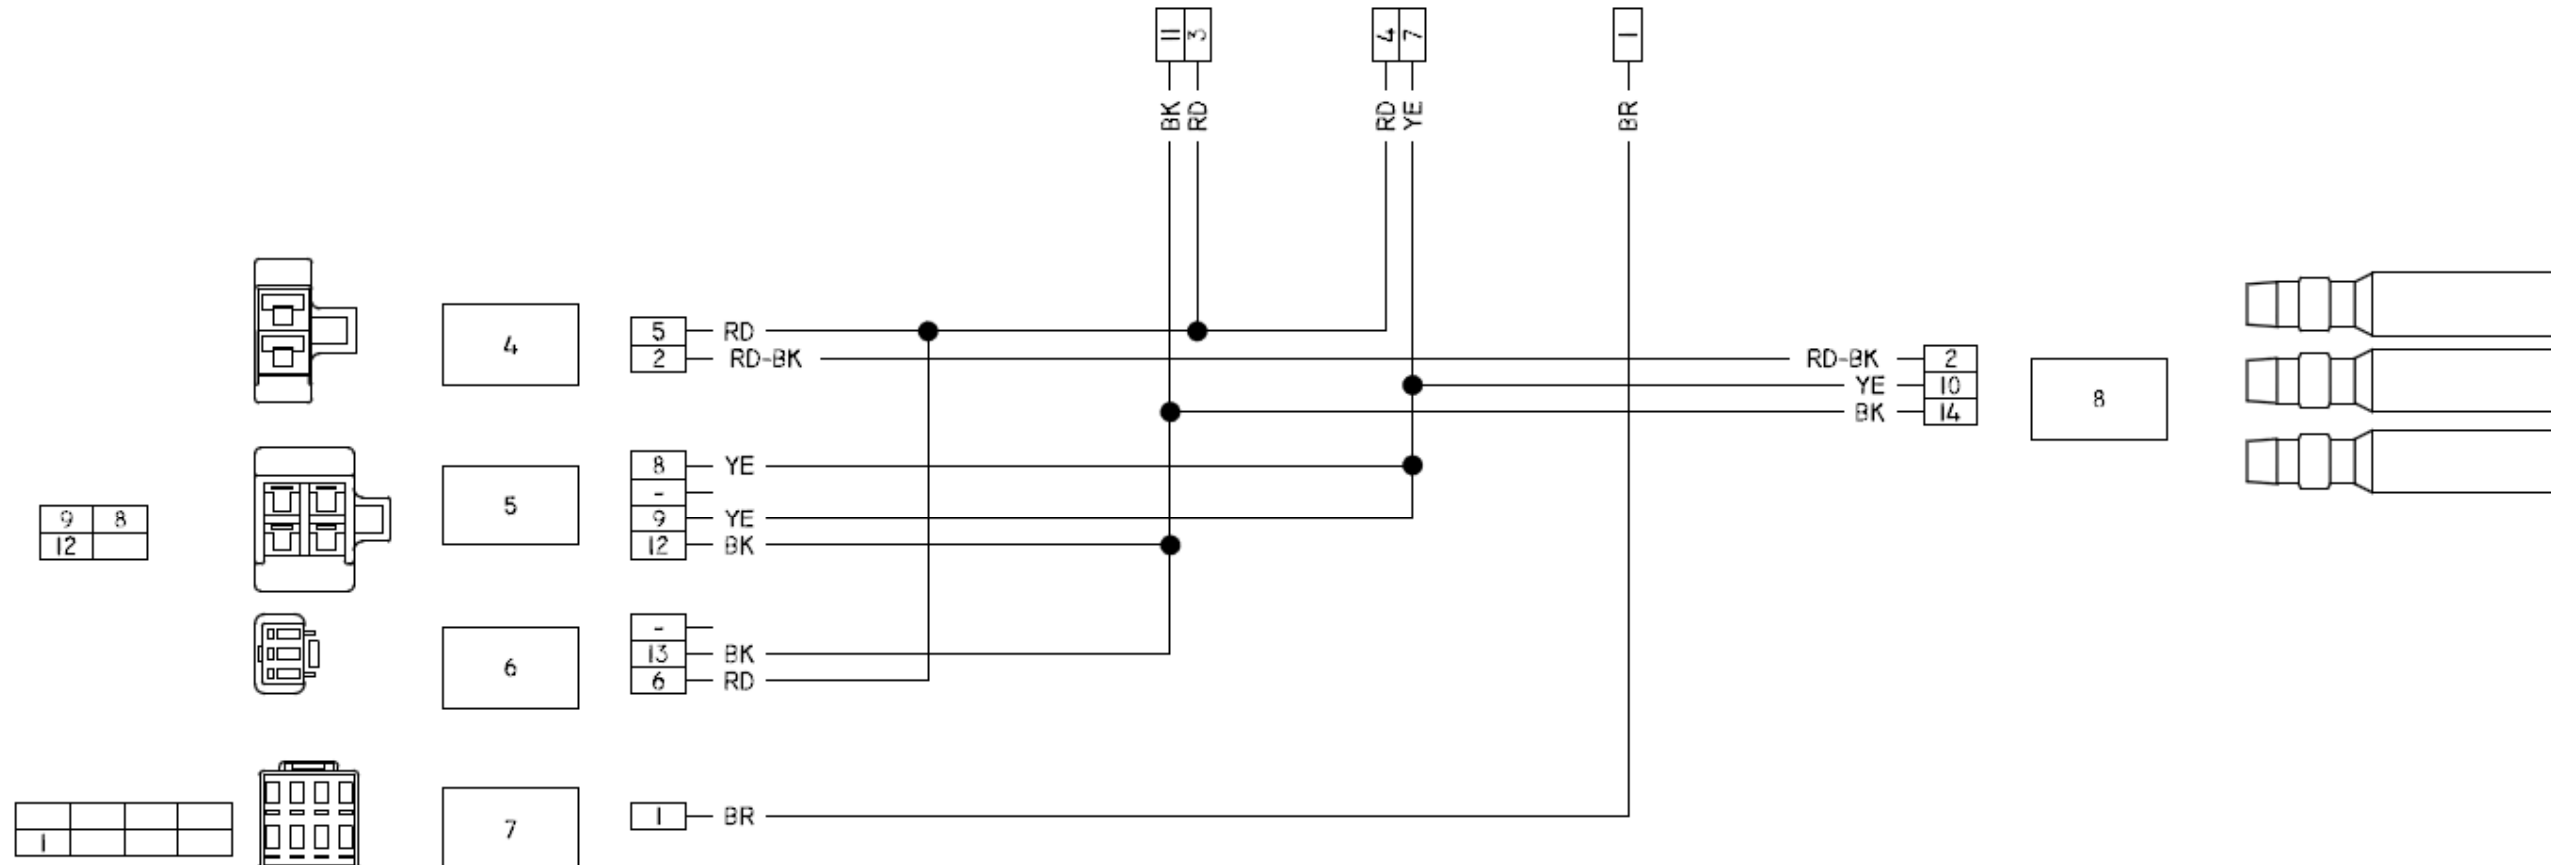 11 3 4 7 1
BK RD RD YE BR
4 5 RD
2 RD-BK RD-BK 2
YE 10 8
BK 14
8 YE
5 -
9 8 9 YE
12 12 BK
-
6 13 BK
6 RD
1 BR
1 7